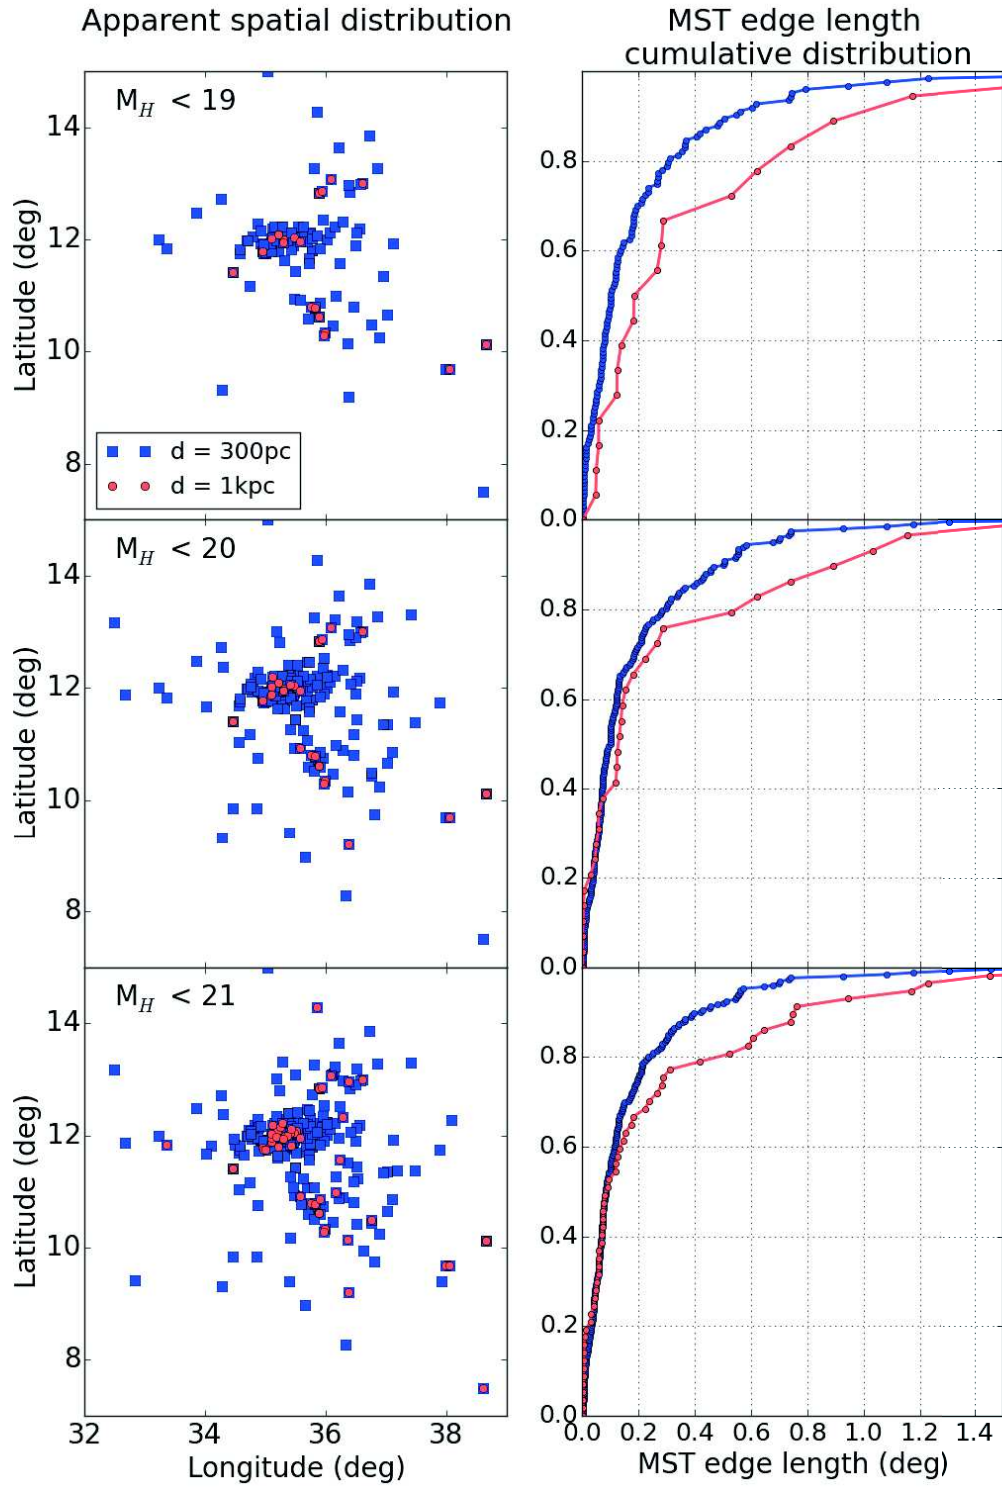 Apparent spatial distribution
MST edge length
cumulative distribution
M_H < 19
14
12
10
8
Latitude (deg)
d = 300pc
d = 1kpc
0.8
0.6
0.4
0.2
0.0
M_H < 20
14
12
10
8
Latitude (deg)
0.8
0.6
0.4
0.2
0.0
M_H < 21
14
12
10
8
Latitude (deg)
32 34 36 38
Longitude (deg)
0.8
0.6
0.4
0.2
0.0
0.0 0.2 0.4 0.6 0.8 1.0 1.2 1.4
MST edge length (deg)